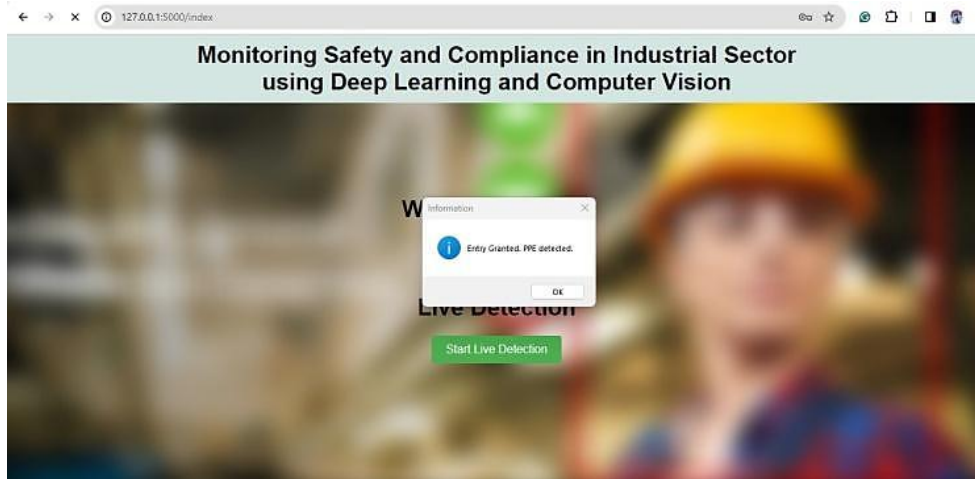 127.0.0.1:5000/index
Monitoring Safety and Compliance in Industrial Sector
using Deep Learning and Computer Vision
W
Information
Entry Granted. PPE detected.
OK
Live Detection
Start Live Detection